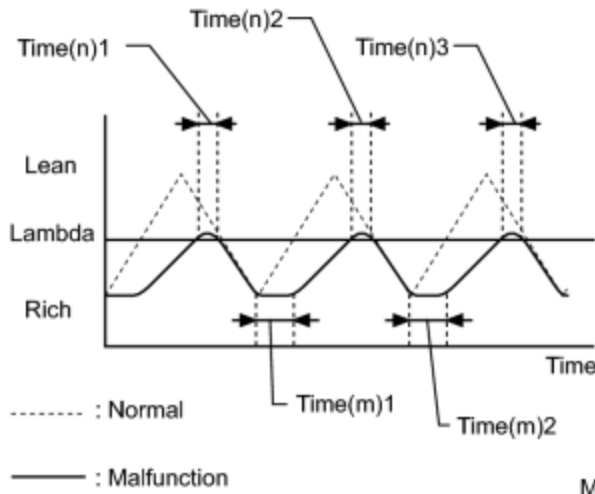 Time(n)2
Time(n)1
Time(n)3
Lean
Lambda
Rich
Time
: Normal
Time(m)1
Time(m)2
: Malfunction
M